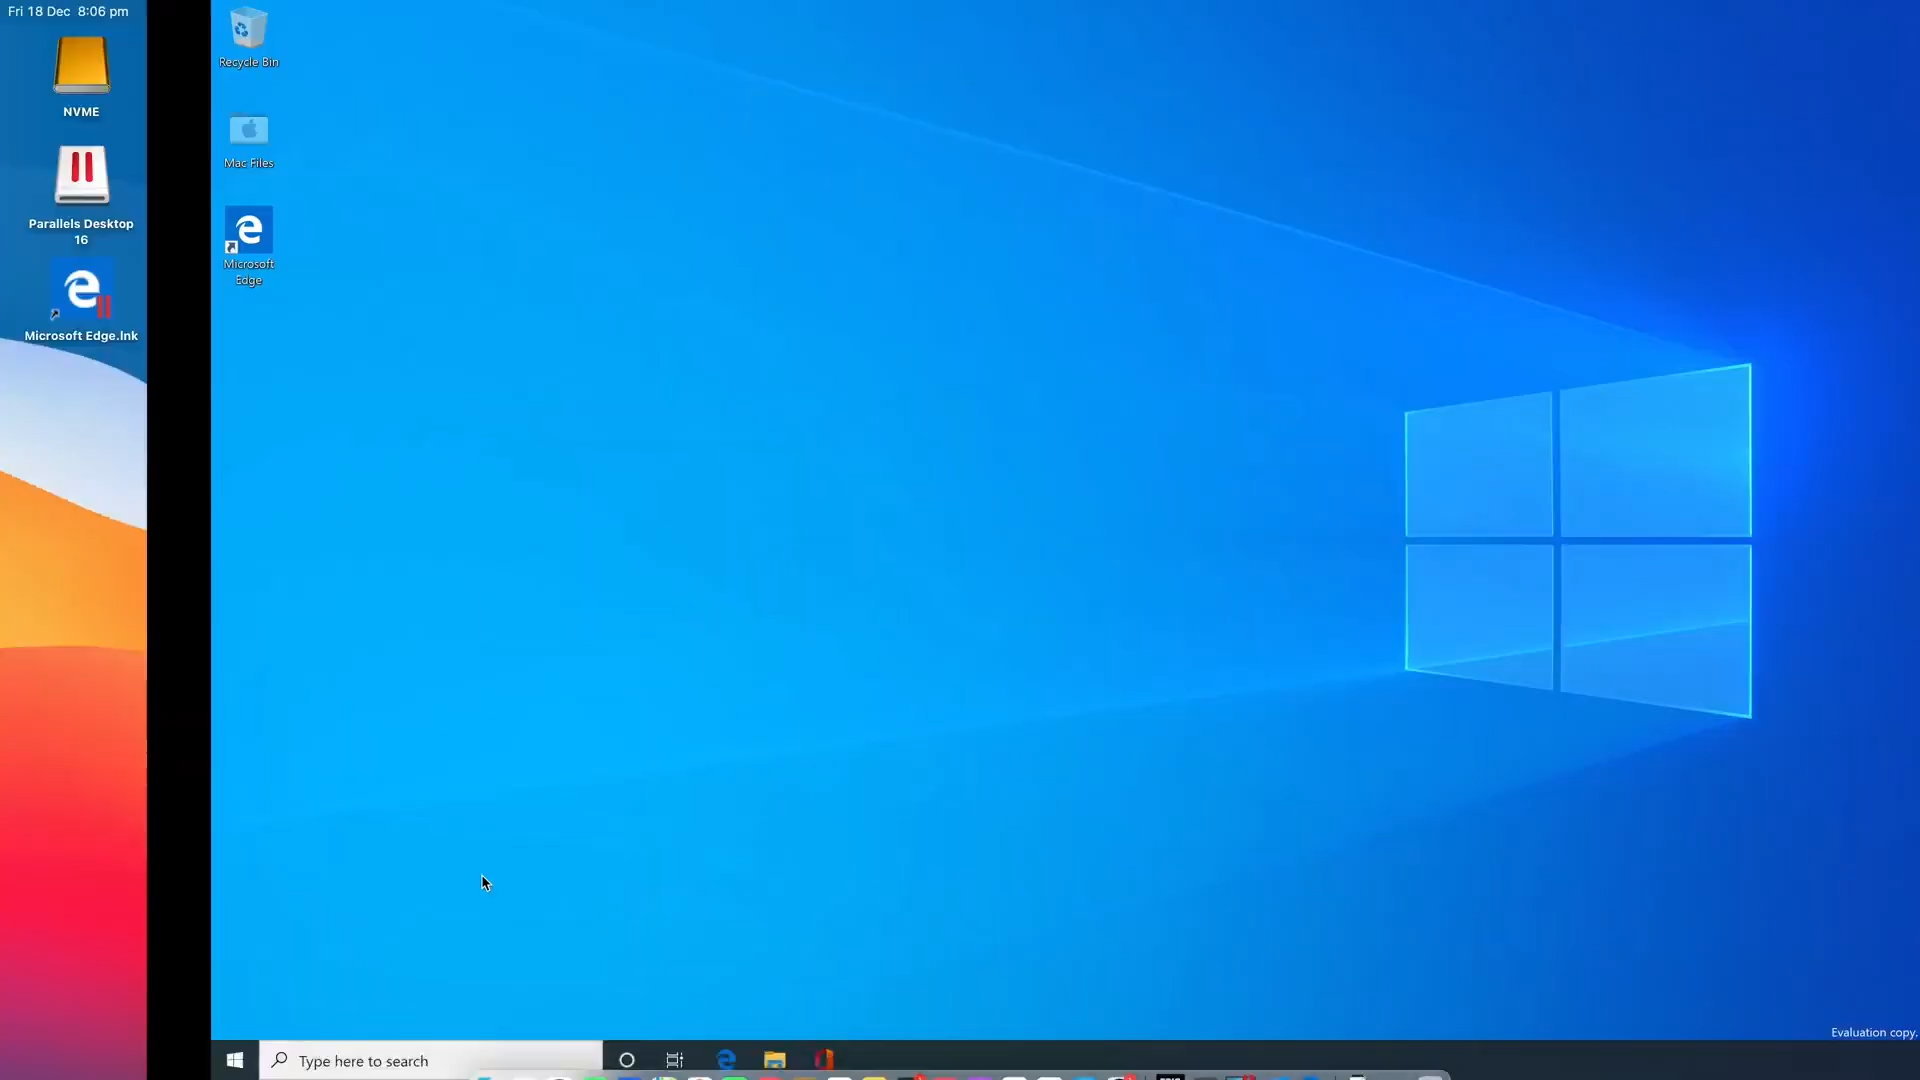 Fri 18 Dec 8:06 pm
NVME
Parallels Desktop
16
Microsoft Edge.lnk
Recycle Bin
Mac Files
Microsoft
Edge
Evaluation copy.
Type here to search